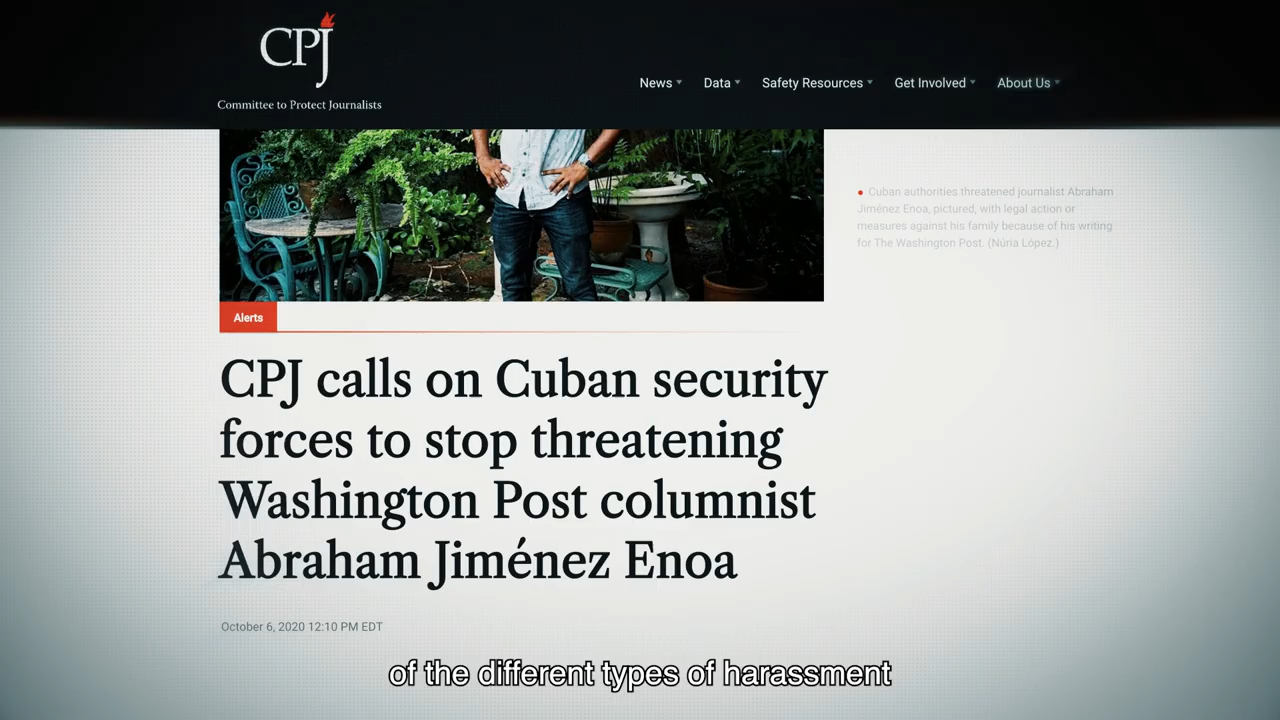 CPJ
Committee to Protect Journalists
News
Data
Safety Resources
Get Involved
About Us
Cuban authorities threatened journalist Abraham
Jiménez Enoa, pictured, with legal action or
measures against his family because of his writing
for The Washington Post. (Núria López.)
Alerts
CPJ calls on Cuban security
forces to stop threatening
Washington Post columnist
Abraham Jiménez Enoa
October 6, 2020 12:10 PM EDT
of the different types of harassment